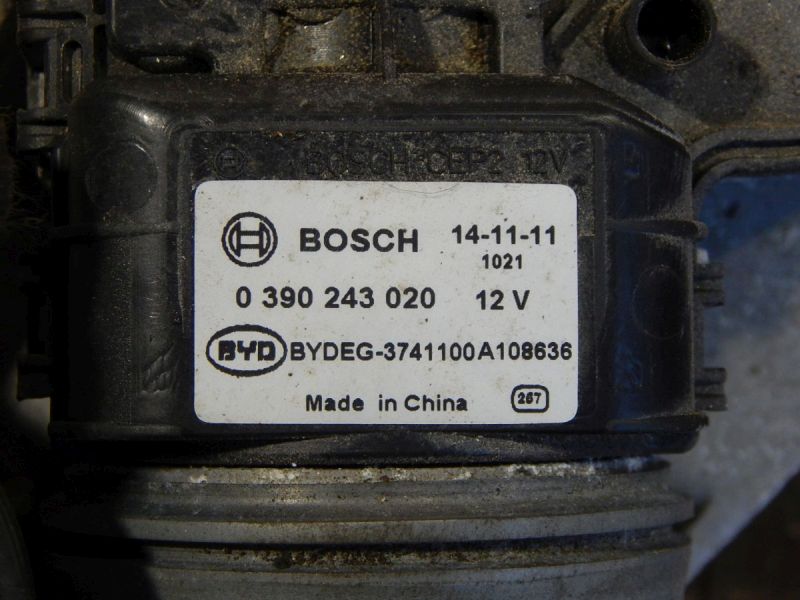 BOSCH CEP2 12V
BOSCH 14-11-11
1021
0 390 243 020 12 V
BYD BYDEG-3741100A108636
Made in China 267